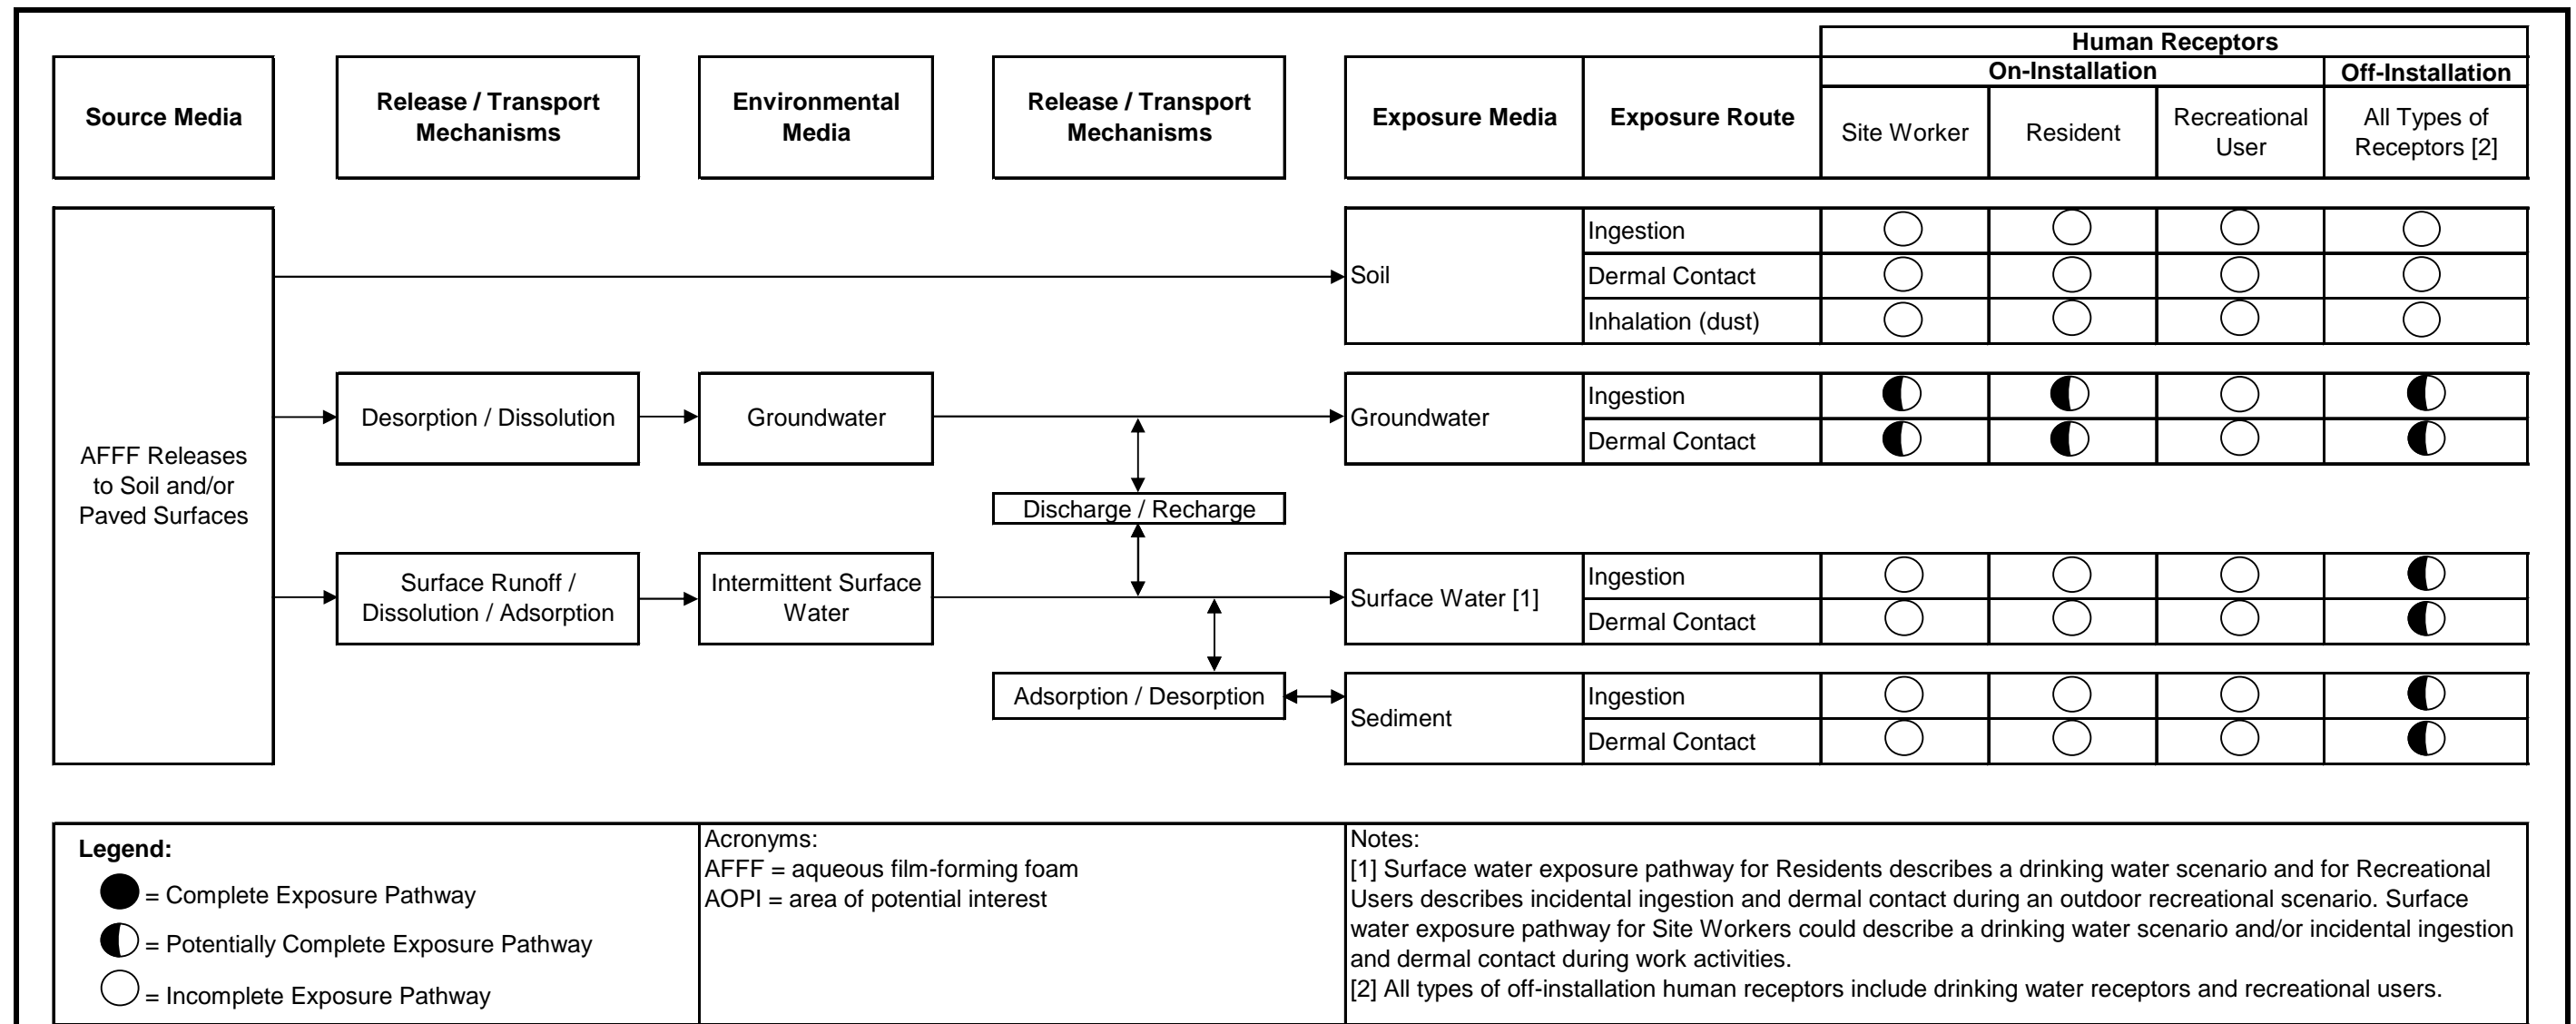 Human Receptors
On-Installation
Off-Installation
Source Media
Release / Transport
Mechanisms
Environmental
Media
Release / Transport
Mechanisms
Exposure Media
Exposure Route
Site Worker
Resident
Recreational
User
All Types of
Receptors [2]
AFFF Releases
to Soil and/or
Paved Surfaces
Soil
Ingestion
Dermal Contact
Inhalation (dust)
Desorption / Dissolution
Groundwater
Groundwater
Ingestion
Dermal Contact
Discharge / Recharge
Surface Runoff /
Dissolution / Adsorption
Intermittent Surface
Water
Surface Water [1]
Ingestion
Dermal Contact
Adsorption / Desorption
Sediment
Ingestion
Dermal Contact
Legend:
= Complete Exposure Pathway
= Potentially Complete Exposure Pathway
= Incomplete Exposure Pathway
Acronyms:
AFFF = aqueous film-forming foam
AOPI = area of potential interest
Notes:
[1] Surface water exposure pathway for Residents describes a drinking water scenario and for Recreational
Users describes incidental ingestion and dermal contact during an outdoor recreational scenario. Surface
water exposure pathway for Site Workers could describe a drinking water scenario and/or incidental ingestion
and dermal contact during work activities.
[2] All types of off-installation human receptors include drinking water receptors and recreational users.